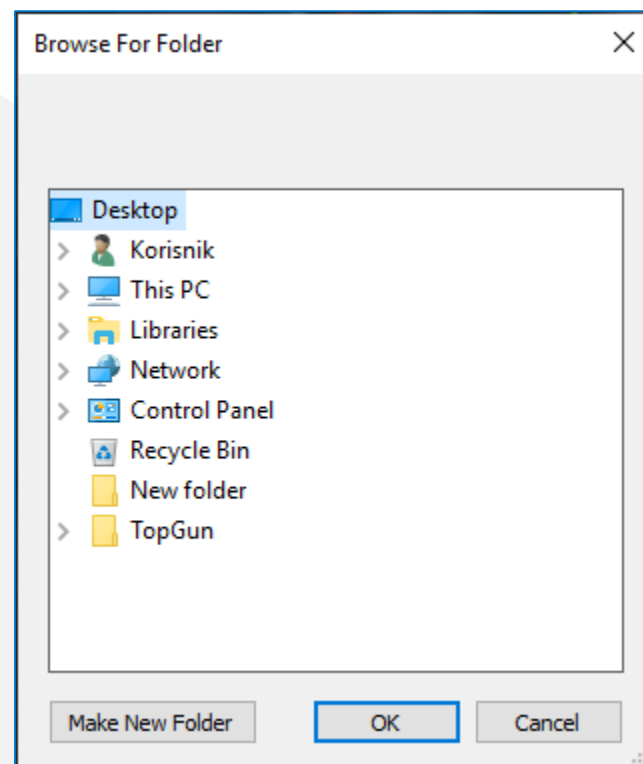 Browse For Folder
Desktop
Korisnik
This PC
Libraries
Network
Control Panel
Recycle Bin
New folder
TopGun
Make New Folder OK Cancel